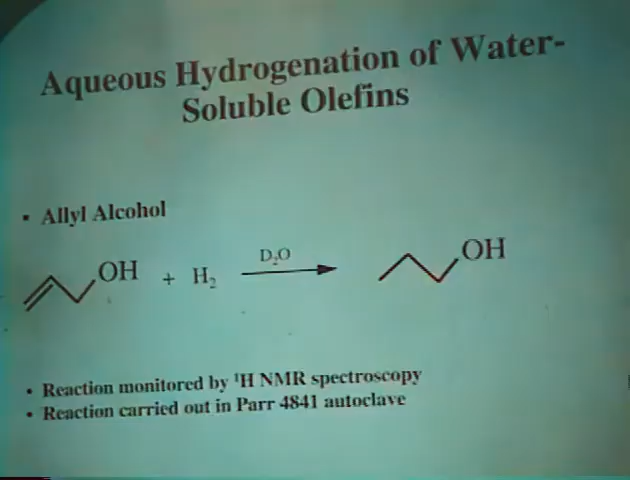 Aqueous Hydrogenation of Water-
Soluble Olefins
▪ Allyl Alcohol
OH + H₂ D₂O OH
• Reaction monitored by ¹H NMR spectroscopy
• Reaction carried out in Parr 4841 autoclave